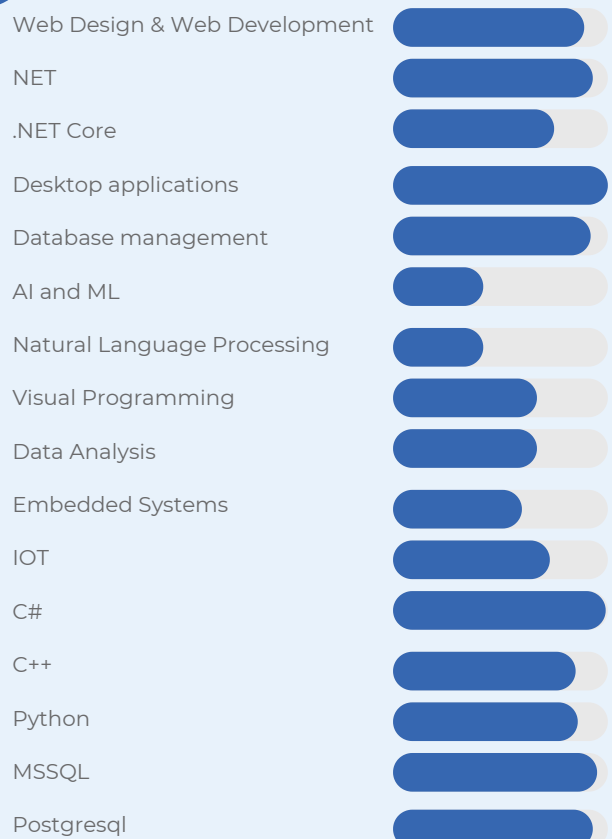 Web Design & Web Development
NET
.NET Core
Desktop applications
Database management
AI and ML
Natural Language Processing
Visual Programming
Data Analysis
Embedded Systems
IOT
C#
C++
Python
MSSQL
Postgresql